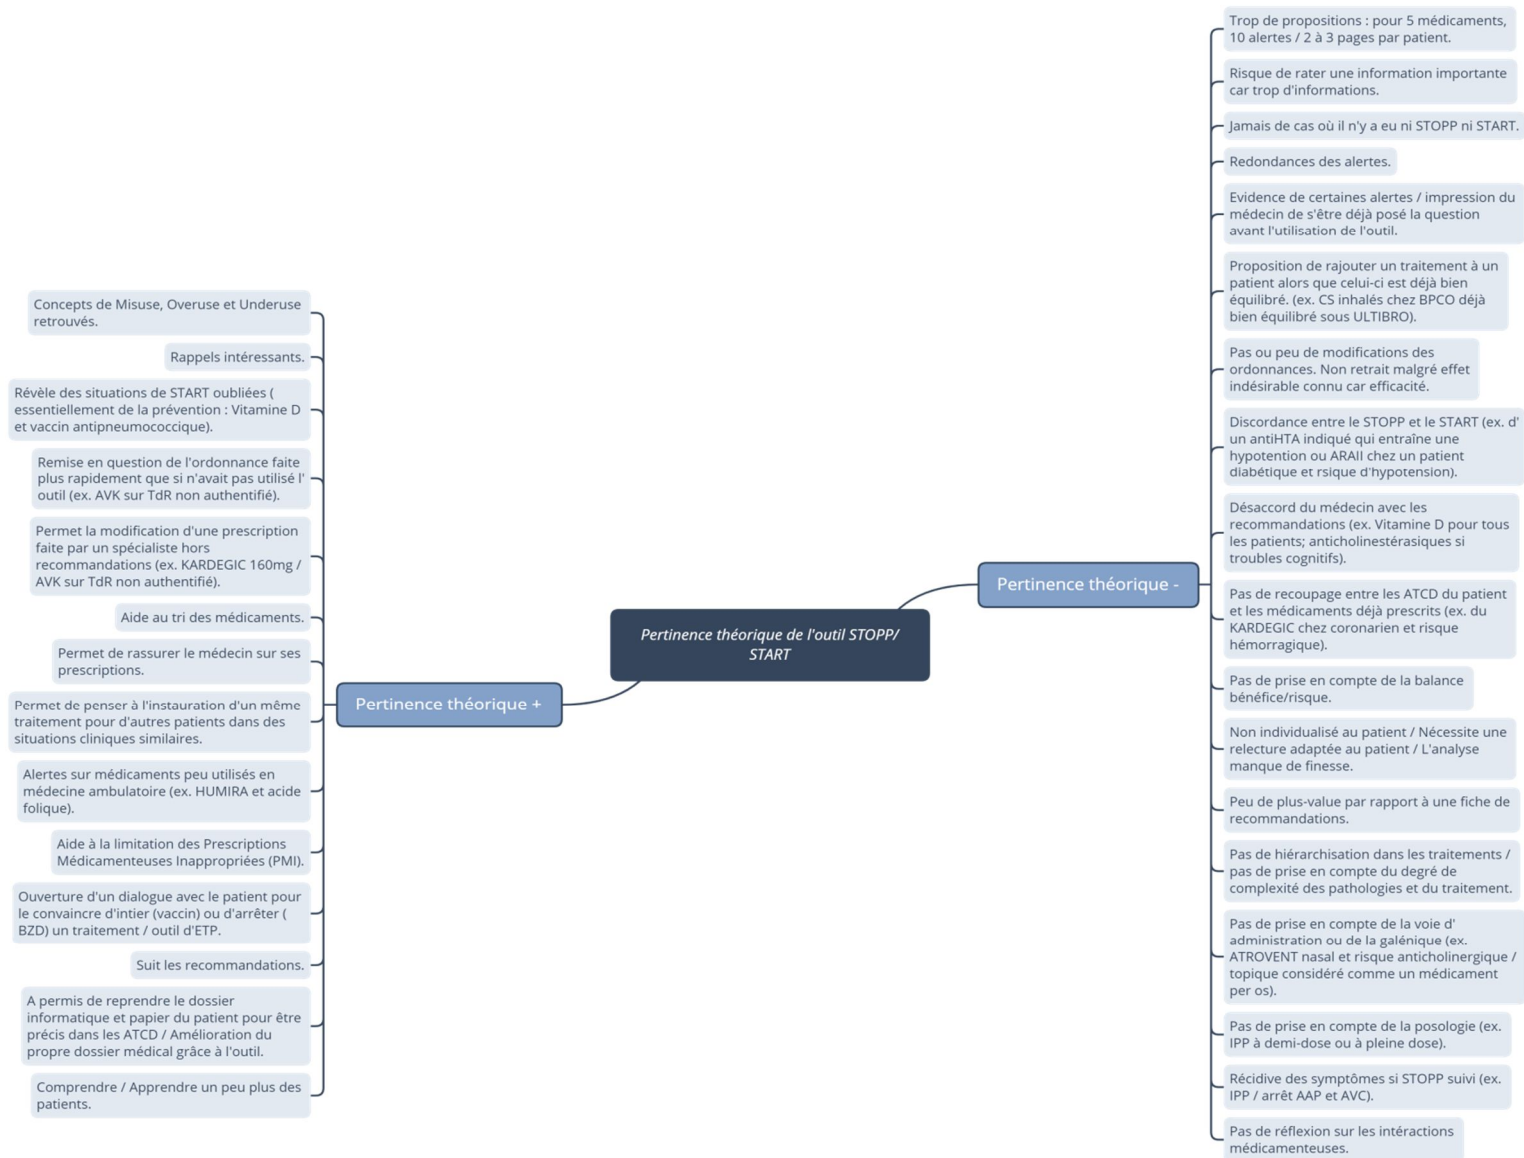 Pertinence théorique de l'outil STOPP/
START
Pertinence théorique +
Concepts de Misuse, Overuse et Underuse
retrouvés.
Rappels intéressants.
Révèle des situations de START oubliées (
essentiellement de la prévention : Vitamine D
et vaccin antipneumococcique).
Remise en question de l'ordonnance faite
plus rapidement que si n'avait pas utilisé l'
outil (ex. AVK sur TdR non authentifié).
Permet la modification d'une prescription
faite par un spécialiste hors
recommandations (ex. KARDEGIC 160mg /
AVK sur TdR non authentifié).
Aide au tri des médicaments.
Permet de rassurer le médecin sur ses
prescriptions.
Permet de penser à l'instauration d'un même
traitement pour d'autres patients dans des
situations cliniques similaires.
Alertes sur médicaments peu utilisés en
médecine ambulatoire (ex. HUMIRA et acide
folique).
Aide à la limitation des Prescriptions
Médicamenteuses Inappropriées (PMI).
Ouverture d'un dialogue avec le patient pour
le convaincre d'intier (vaccin) ou d'arrêter (
BZD) un traitement / outil d'ETP.
Suit les recommandations.
A permis de reprendre le dossier
informatique et papier du patient pour être
précis dans les ATCD / Amélioration du
propre dossier médical grâce à l'outil.
Comprendre / Apprendre un peu plus des
patients.
Pertinence théorique -
Trop de propositions : pour 5 médicaments,
10 alertes / 2 à 3 pages par patient.
Risque de rater une information importante
car trop d'informations.
Jamais de cas où il n'y a eu ni STOPP ni START.
Redondances des alertes.
Evidence de certaines alertes / impression du
médecin de s'être déjà posé la question
avant l'utilisation de l'outil.
Proposition de rajouter un traitement à un
patient alors que celui-ci est déjà bien
équilibré. (ex. CS inhalés chez BPCO déjà
bien équilibré sous ULTIBRO).
Pas ou peu de modifications des
ordonnances. Non retrait malgré effet
indésirable connu car efficacité.
Discordance entre le STOPP et le START (ex. d'
un antiHTA indiqué qui entraîne une
hypotention ou ARAII chez un patient
diabétique et rsique d'hypotension).
Désaccord du médecin avec les
recommandations (ex. Vitamine D pour tous
les patients; anticholinestérasiques si
troubles cognitifs).
Pas de recoupage entre les ATCD du patient
et les médicaments déjà prescrits (ex. du
KARDEGIC chez coronarien et risque
hémorragique).
Pas de prise en compte de la balance
bénéfice/risque.
Non individualisé au patient / Nécessite une
relecture adaptée au patient / L'analyse
manque de finesse.
Peu de plus-value par rapport à une fiche de
recommandations.
Pas de hiérarchisation dans les traitements /
pas de prise en compte du degré de
complexité des pathologies et du traitement.
Pas de prise en compte de la voie d'
administration ou de la galénique (ex.
ATROVENT nasal et risque anticholinergique /
topique considéré comme un médicament
per os).
Pas de prise en compte de la posologie (ex.
IPP à demi-dose ou à pleine dose).
Récidive des symptômes si STOPP suivi (ex.
IPP / arrêt AAP et AVC).
Pas de réflexion sur les intéractions
médicamenteuses.